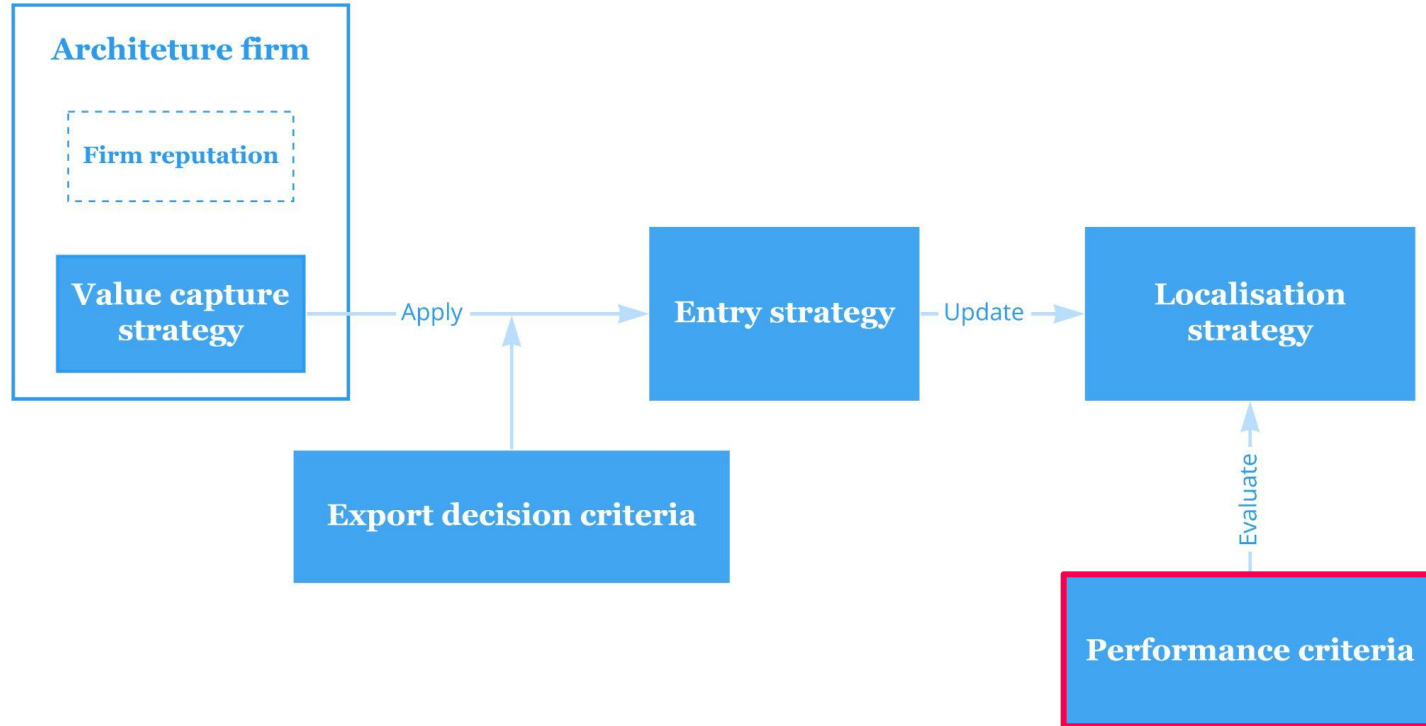 Architeture firm
Firm reputation
Value capture
strategy
Apply
Entry strategy
Update
Localisation
strategy
Export decision criteria
Evaluate
Performance criteria